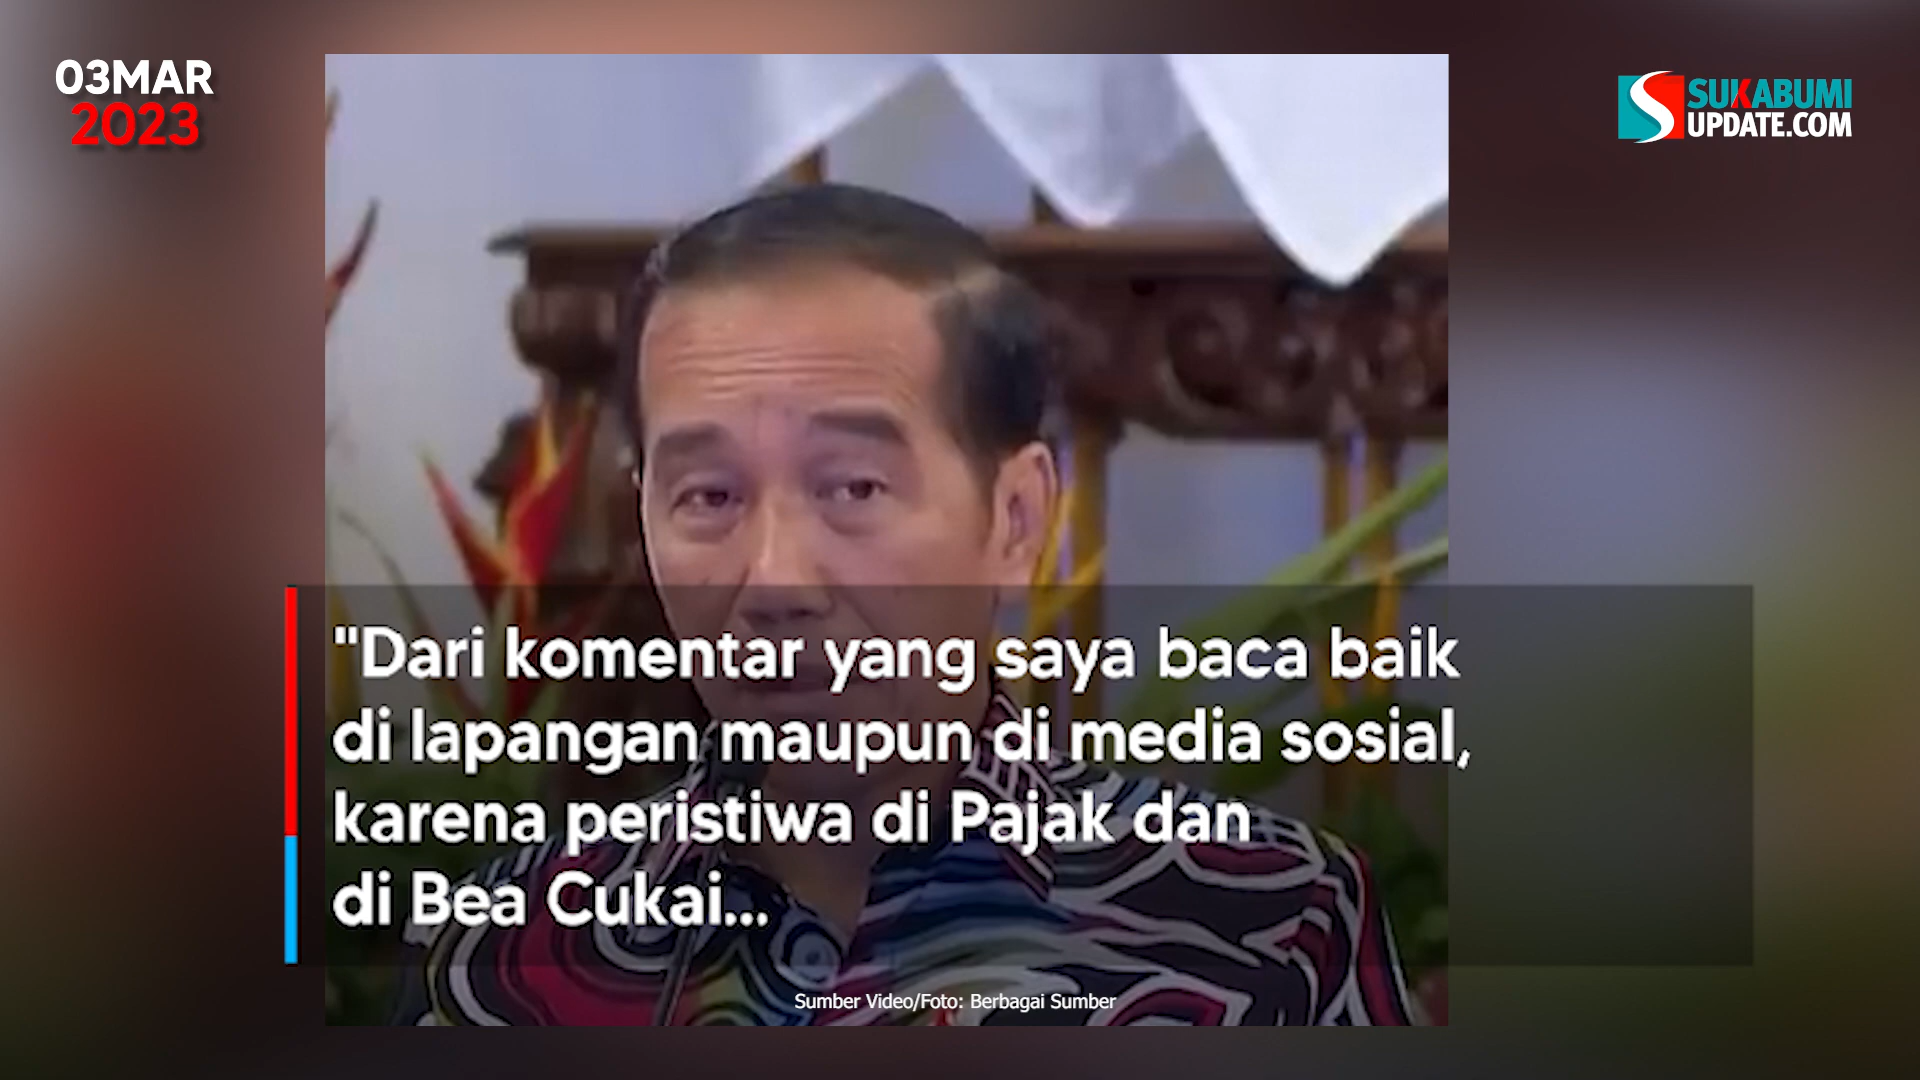 03MAR
2023
SUKABUMI
UPDATE.COM
"Dari komentar yang saya baca baik
di lapangan maupun di media sosial,
karena peristiwa di Pajak dan
di Bea Cukai...
Sumber Video/Foto: Berbagai Sumber